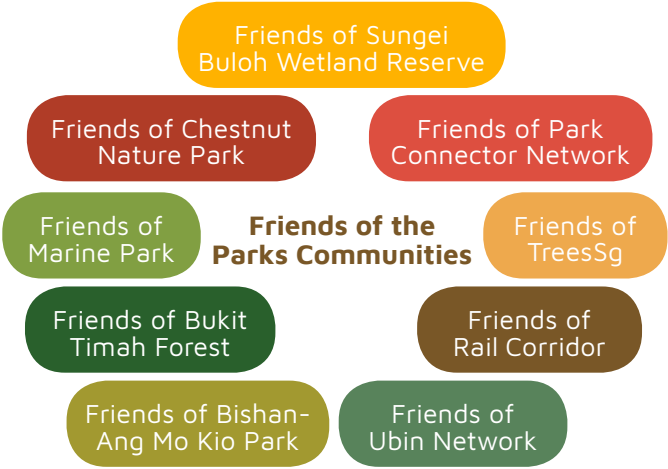 Friends of Sungei
Buloh Wetland Reserve
Friends of Chestnut
Nature Park
Friends of Park
Connector Network
Friends of
Marine Park
Friends of the
Parks Communities
Friends of
TreesSg
Friends of Bukit
Timah Forest
Friends of
Rail Corridor
Friends of Bishan-
Ang Mo Kio Park
Friends of
Ubin Network